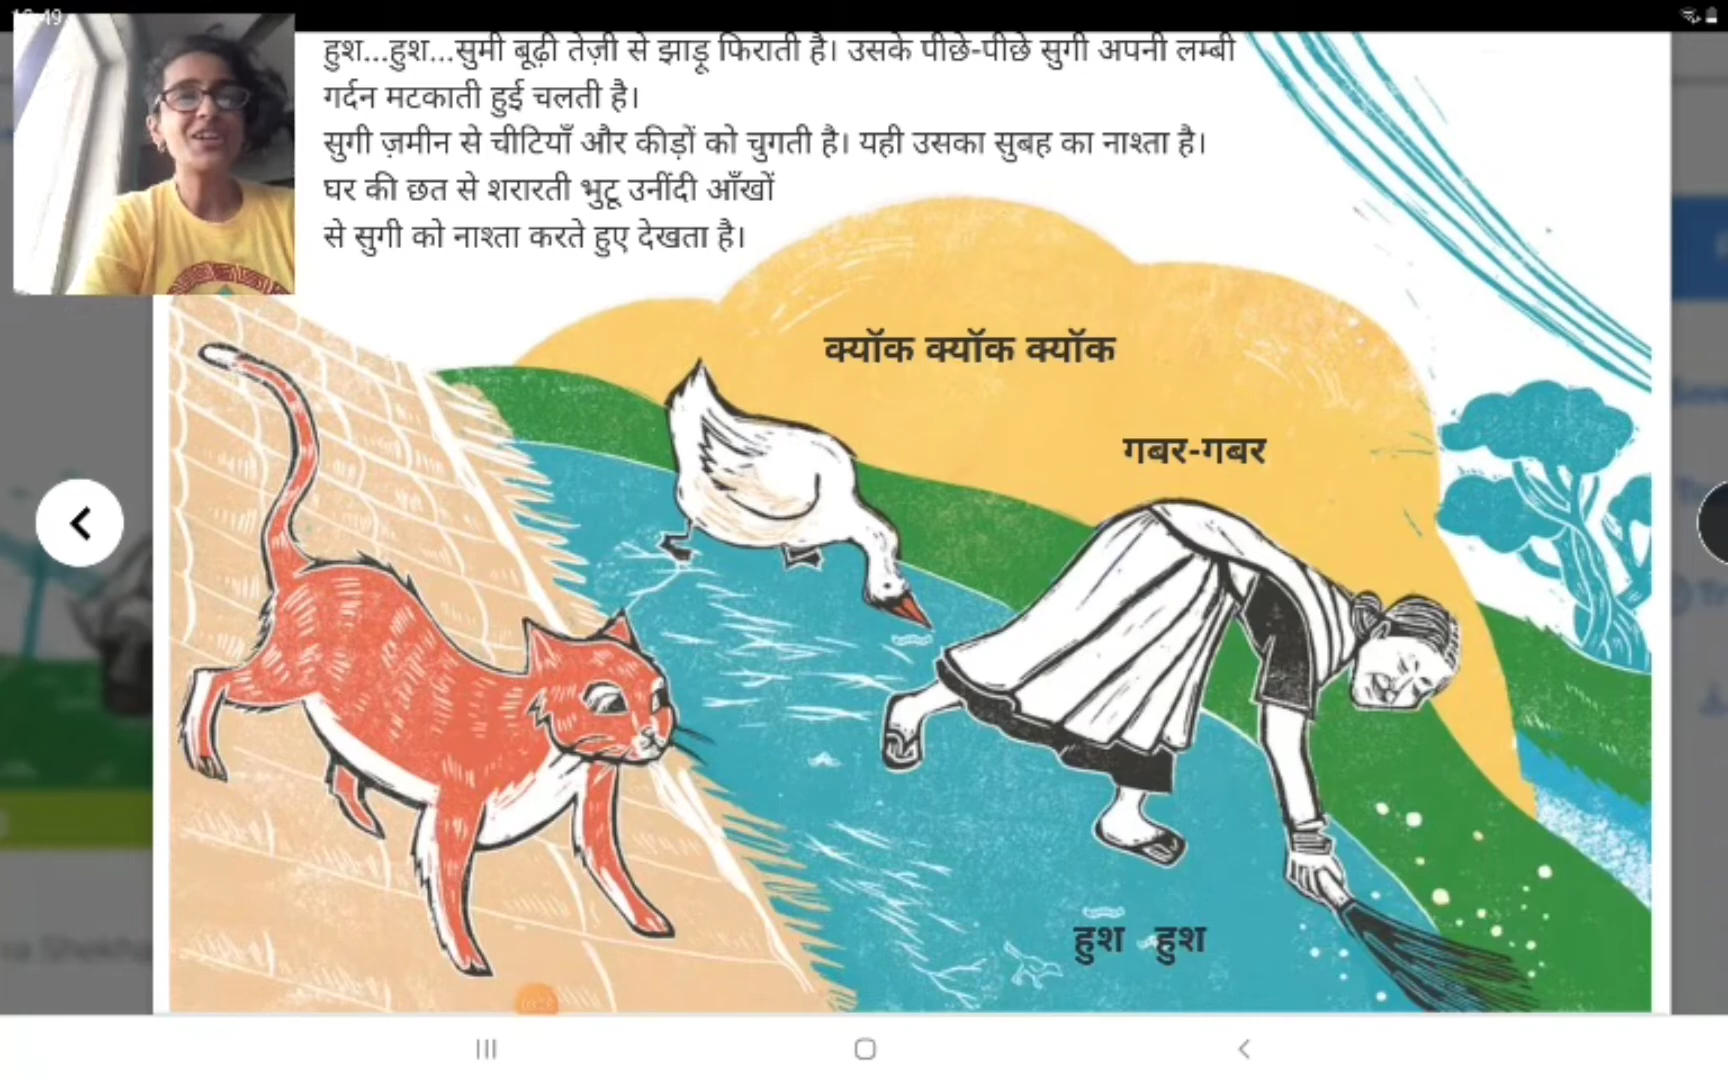 हुश...हुश...सुमी बूढ़ी तेज़ी से झाड़ू फिराती है। उसके पीछे-पीछे सुगी अपनी लम्बी
गर्दन मटकाती हुई चलती है।
सुगी ज़मीन से चीटियाँ और कीड़ों को चुगती है। यही उसका सुबह का नाश्ता है।
घर की छत से शरारती भुटू उनींदी आँखों
से सुगी को नाश्ता करते हुए देखता है।
क्यॉक क्यॉक क्यॉक
गबर-गबर
हुश हुश